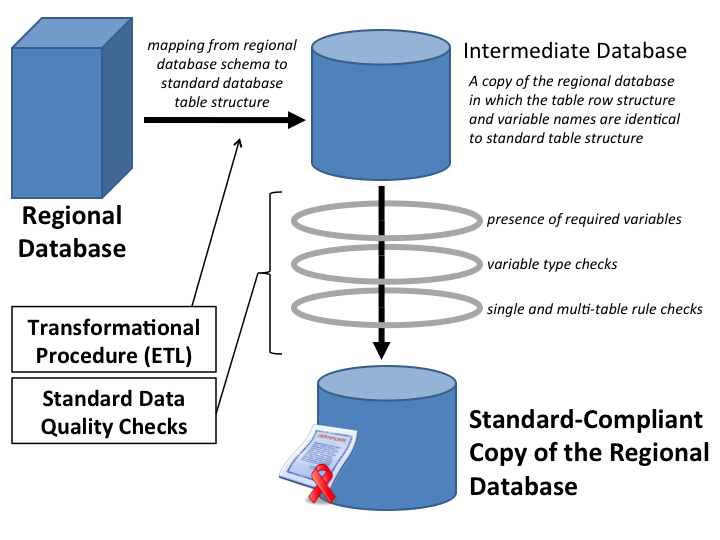 mapping from regional
database schema to
standard database
table structure
Intermediate Database
A copy of the regional database
in which the table row structure
and variable names are identical
to standard table structure
Regional
Database
presence of required variables
variable type checks
single and multi-table rule checks
Transformational
Procedure (ETL)
Standard Data
Quality Checks
CERTIFICATE
Standard-Compliant
Copy of the Regional
Database